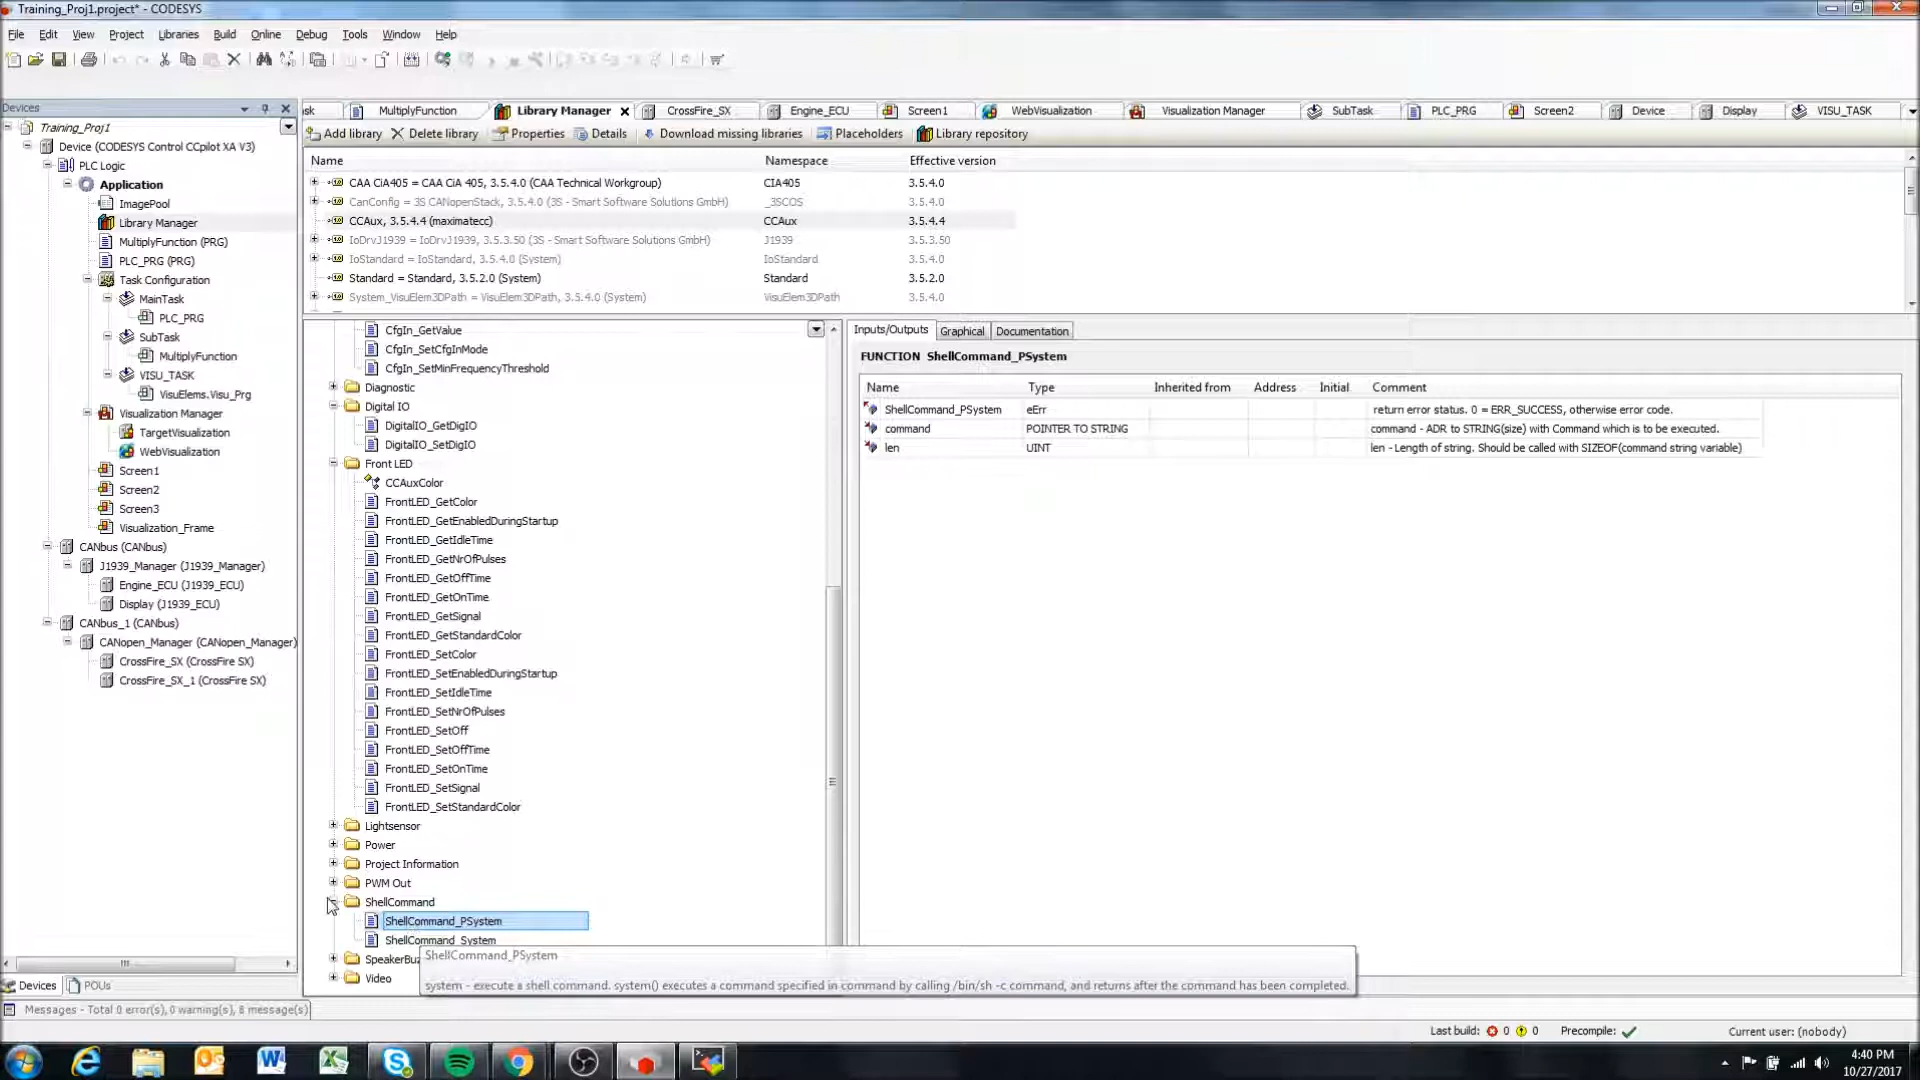 Training_Proj1.project* - CODESYS
File Edit View Project Libraries Build Online Debug Tools Window Help
Devices
sk MultiplyFunction Library Manager CrossFire_SX Engine_ECU Screen1 WebVisualization Visualization Manager SubTask PLC_PRG Screen2 Device Display VISU_TASK
Add library Delete library Properties Details Download missing libraries Placeholders Library repository
Training_Proj1
Device (CODESYS Control CCpilot XA V3)
PLC Logic
Application
ImagePool
Library Manager
MultiplyFunction (PRG)
PLC_PRG (PRG)
Task Configuration
MainTask
PLC_PRG
SubTask
MultiplyFunction
VISU_TASK
VisuElems.Visu_Prg
Visualization Manager
TargetVisualization
WebVisualization
Screen1
Screen2
Screen3
Visualization_Frame
CANbus (CANbus)
J1939_Manager (J1939_Manager)
Engine_ECU (J1939_ECU)
Display (J1939_ECU)
CANbus_1 (CANbus)
CANopen_Manager (CANopen_Manager)
CrossFire_SX (CrossFire SX)
CrossFire_SX_1 (CrossFire SX)
Devices POUs
Name Namespace Effective version
CAA CiA405 = CAA CiA 405, 3.5.4.0 (CAA Technical Workgroup) CIA405 3.5.4.0
CanConfig = 3S CANopenStack, 3.5.4.0 (3S - Smart Software Solutions GmbH) _3SCOS 3.5.4.0
CCAux, 3.5.4.4 (maximatecc) CCAux 3.5.4.4
IoDrvJ1939 = IoDrvJ1939, 3.5.3.50 (3S - Smart Software Solutions GmbH) J1939 3.5.3.50
IoStandard = IoStandard, 3.5.4.0 (System) IoStandard 3.5.4.0
Standard = Standard, 3.5.2.0 (System) Standard 3.5.2.0
System_VisuElem3DPath = VisuElem3DPath, 3.5.4.0 (System) VisuElem3DPath 3.5.4.0
CfgIn_GetValue
CfgIn_SetCfgInMode
CfgIn_SetMinFrequencyThreshold
Diagnostic
Digital IO
DigitalIO_GetDigIO
DigitalIO_SetDigIO
Front LED
CCAuxColor
FrontLED_GetColor
FrontLED_GetEnabledDuringStartup
FrontLED_GetIdleTime
FrontLED_GetNrOfPulses
FrontLED_GetOffTime
FrontLED_GetOnTime
FrontLED_GetSignal
FrontLED_GetStandardColor
FrontLED_SetColor
FrontLED_SetEnabledDuringStartup
FrontLED_SetIdleTime
FrontLED_SetNrOfPulses
FrontLED_SetOff
FrontLED_SetOffTime
FrontLED_SetOnTime
FrontLED_SetSignal
FrontLED_SetStandardColor
Lightsensor
Power
Project Information
PWM Out
ShellCommand
ShellCommand_PSystem
ShellCommand_System
SpeakerBuz
Video
ShellCommand_PSystem
system - execute a shell command. system() executes a command specified in command by calling /bin/sh -c command, and returns after the command has been completed.
Inputs/Outputs Graphical Documentation
FUNCTION ShellCommand_PSystem
Name Type Inherited from Address Initial Comment
ShellCommand_PSystem eErr return error status. 0 = ERR_SUCCESS, otherwise error code.
command POINTER TO STRING command - ADR to STRING(size) with Command which is to be executed.
len UINT len - Length of string. Should be called with SIZEOF(command string variable)
Messages - Total 0 error(s), 0 warning(s), 8 message(s)
Last build: 0 0 Precompile: Current user: (nobody)
4:40 PM
10/27/2017